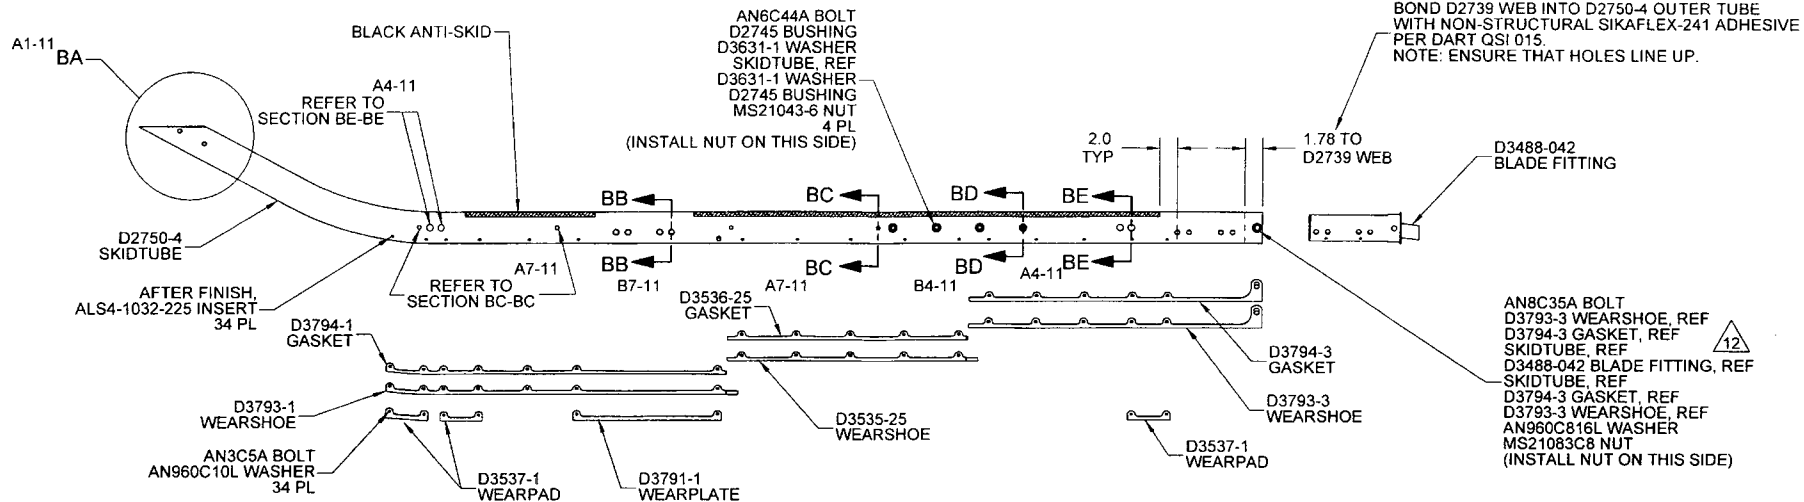 A1-11
BA
BLACK ANTI-SKID
A4-11
REFER TO
SECTION BE-BE
AN6C44A BOLT
D2745 BUSHING
D3631-1 WASHER
SKIDTUBE, REF
D3631-1 WASHER
D2745 BUSHING
MS21043-6 NUT
4 PL
(INSTALL NUT ON THIS SIDE)
BOND D2739 WEB INTO D2750-4 OUTER TUBE
WITH NON-STRUCTURAL SIKAFLEX-241 ADHESIVE
PER DART QSI 015.
NOTE: ENSURE THAT HOLES LINE UP.
2.0
TYP
1.78 TO
D2739 WEB
D3488-042
BLADE FITTING
BB
BC
BD
BE
D2750-4
SKIDTUBE
BB
BC
BD
BE
A7-11
B7-11
A7-11
B4-11
A4-11
REFER TO
SECTION BC-BC
AFTER FINISH,
ALS4-1032-225 INSERT
34 PL
D3794-1
GASKET
D3536-25
GASKET
D3794-3
GASKET
D3793-1
WEARSHOE
D3535-25
WEARSHOE
D3793-3
WEARSHOE
AN3C5A BOLT
AN960C10L WASHER
34 PL
D3537-1
WEARPAD
D3791-1
WEARPLATE
D3537-1
WEARPAD
AN8C35A BOLT
D3793-3 WEARSHOE, REF
D3794-3 GASKET, REF
SKIDTUBE, REF
D3488-042 BLADE FITTING, REF
SKIDTUBE, REF
D3794-3 GASKET, REF
D3793-3 WEARSHOE, REF
AN960C816L WASHER
MS21083C8 NUT
(INSTALL NUT ON THIS SIDE)
12